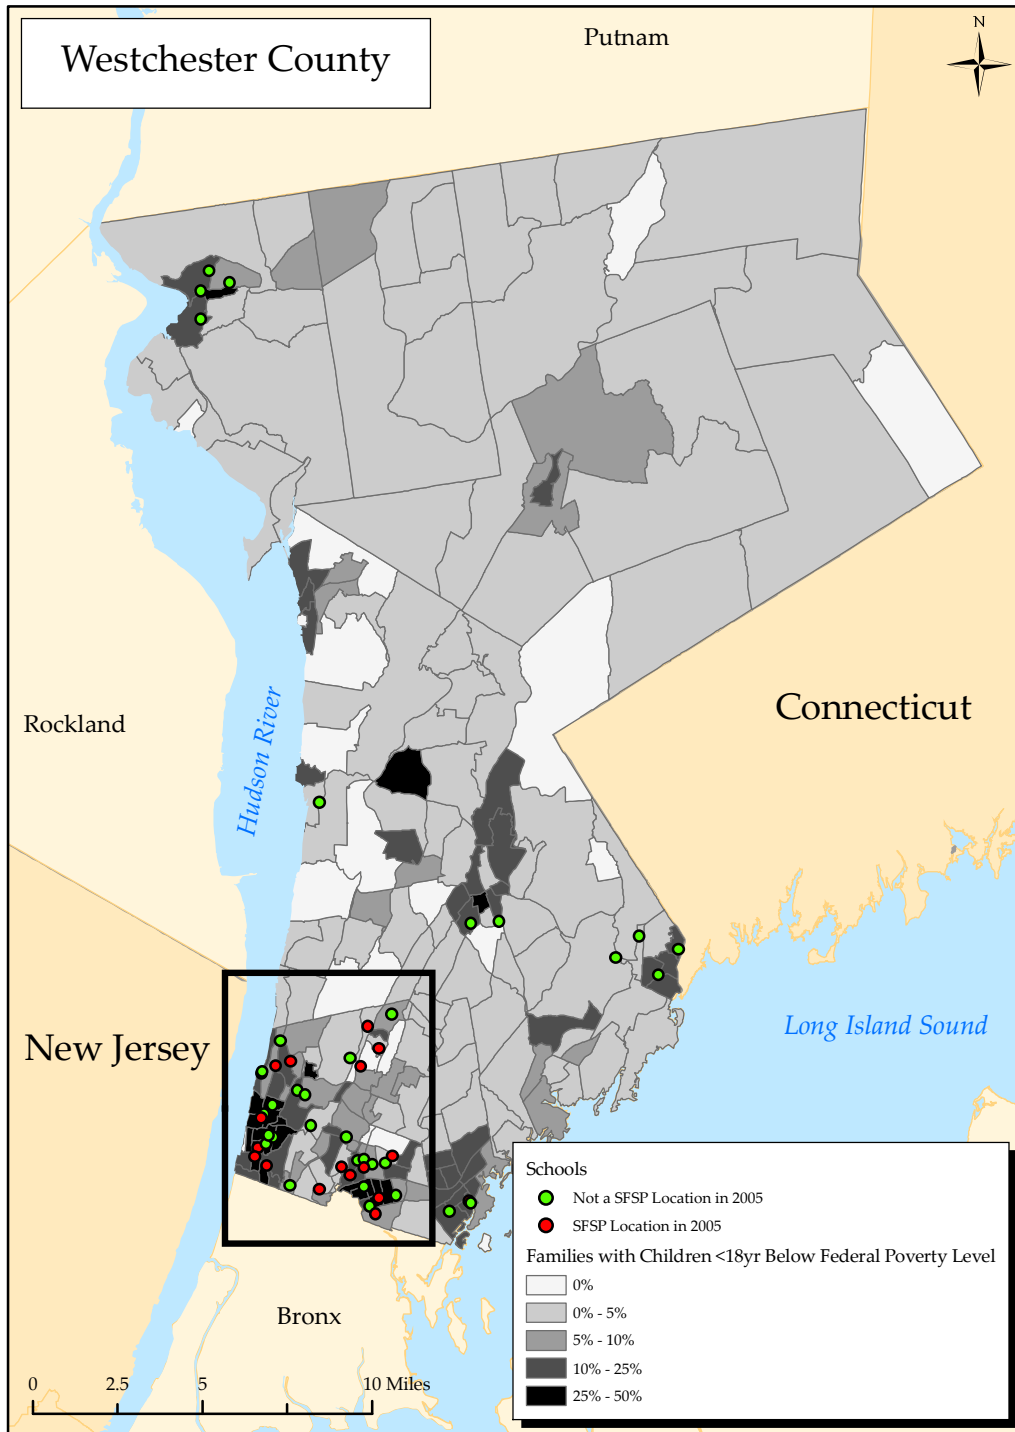 Westchester County
Putnam
N
Rockland
Hudson River
Connecticut
New Jersey
Long Island Sound
Bronx
0 2.5 5 10 Miles
Schools
Not a SFSP Location in 2005
SFSP Location in 2005
Families with Children <18yr Below Federal Poverty Level
0%
0% - 5%
5% - 10%
10% - 25%
25% - 50%